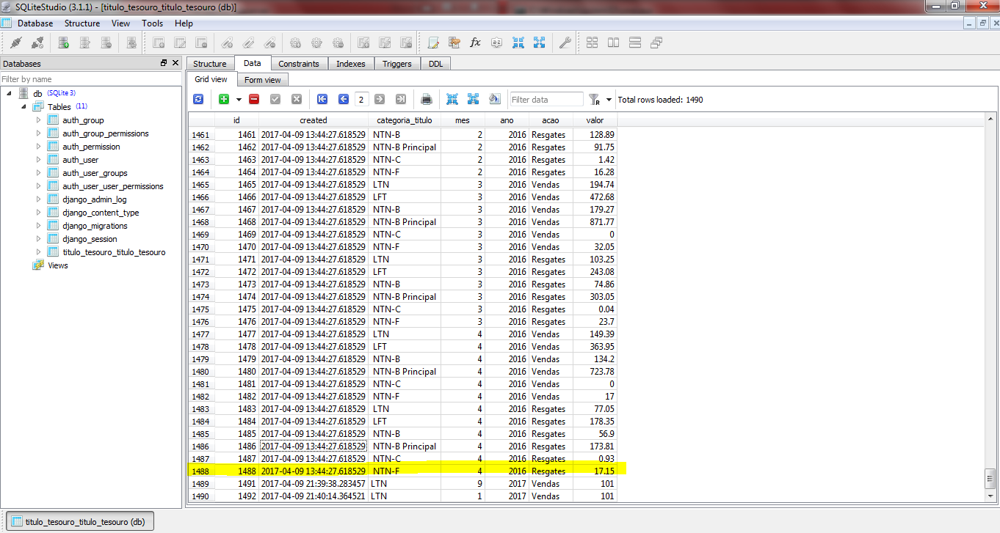 SQLiteStudio (3.1.1) - [titulo_tesouro_titulo_tesouro (db)]
Database Structure View Tools Help
Databases
Filter by name
db (SQLite 3)
Tables (11)
auth_group
auth_group_permissions
auth_permission
auth_user
auth_user_groups
auth_user_user_permissions
django_admin_log
django_content_type
django_migrations
django_session
titulo_tesouro_titulo_tesouro
Views
Structure Data Constraints Indexes Triggers DDL
Grid view Form view
2 Filter data Total rows loaded: 1490
id created categoria_titulo mes ano acao valor
1461 1461 2017-04-09 13:44:27.618529 NTN-B 2 2016 Resgates 128.89
1462 1462 2017-04-09 13:44:27.618529 NTN-B Principal 2 2016 Resgates 91.75
1463 1463 2017-04-09 13:44:27.618529 NTN-C 2 2016 Resgates 1.42
1464 1464 2017-04-09 13:44:27.618529 NTN-F 2 2016 Resgates 16.28
1465 1465 2017-04-09 13:44:27.618529 LTN 3 2016 Vendas 194.74
1466 1466 2017-04-09 13:44:27.618529 LFT 3 2016 Vendas 472.68
1467 1467 2017-04-09 13:44:27.618529 NTN-B 3 2016 Vendas 179.27
1468 1468 2017-04-09 13:44:27.618529 NTN-B Principal 3 2016 Vendas 871.77
1469 1469 2017-04-09 13:44:27.618529 NTN-C 3 2016 Vendas 0
1470 1470 2017-04-09 13:44:27.618529 NTN-F 3 2016 Vendas 32.05
1471 1471 2017-04-09 13:44:27.618529 LTN 3 2016 Resgates 103.25
1472 1472 2017-04-09 13:44:27.618529 LFT 3 2016 Resgates 243.08
1473 1473 2017-04-09 13:44:27.618529 NTN-B 3 2016 Resgates 74.86
1474 1474 2017-04-09 13:44:27.618529 NTN-B Principal 3 2016 Resgates 303.05
1475 1475 2017-04-09 13:44:27.618529 NTN-C 3 2016 Resgates 0.04
1476 1476 2017-04-09 13:44:27.618529 NTN-F 3 2016 Resgates 23.7
1477 1477 2017-04-09 13:44:27.618529 LTN 4 2016 Vendas 149.39
1478 1478 2017-04-09 13:44:27.618529 LFT 4 2016 Vendas 363.95
1479 1479 2017-04-09 13:44:27.618529 NTN-B 4 2016 Vendas 134.2
1480 1480 2017-04-09 13:44:27.618529 NTN-B Principal 4 2016 Vendas 723.78
1481 1481 2017-04-09 13:44:27.618529 NTN-C 4 2016 Vendas 0
1482 1482 2017-04-09 13:44:27.618529 NTN-F 4 2016 Vendas 17
1483 1483 2017-04-09 13:44:27.618529 LTN 4 2016 Resgates 77.05
1484 1484 2017-04-09 13:44:27.618529 LFT 4 2016 Resgates 178.35
1485 1485 2017-04-09 13:44:27.618529 NTN-B 4 2016 Resgates 56.9
1486 1486 2017-04-09 13:44:27.618529 NTN-B Principal 4 2016 Resgates 173.81
1487 1487 2017-04-09 13:44:27.618529 NTN-C 4 2016 Resgates 0.93
1488 1488 2017-04-09 13:44:27.618529 NTN-F 4 2016 Resgates 17.15
1489 1491 2017-04-09 21:39:38.283457 LTN 9 2017 Vendas 101
1490 1492 2017-04-09 21:40:14.364521 LTN 1 2017 Vendas 101
titulo_tesouro_titulo_tesouro (db)